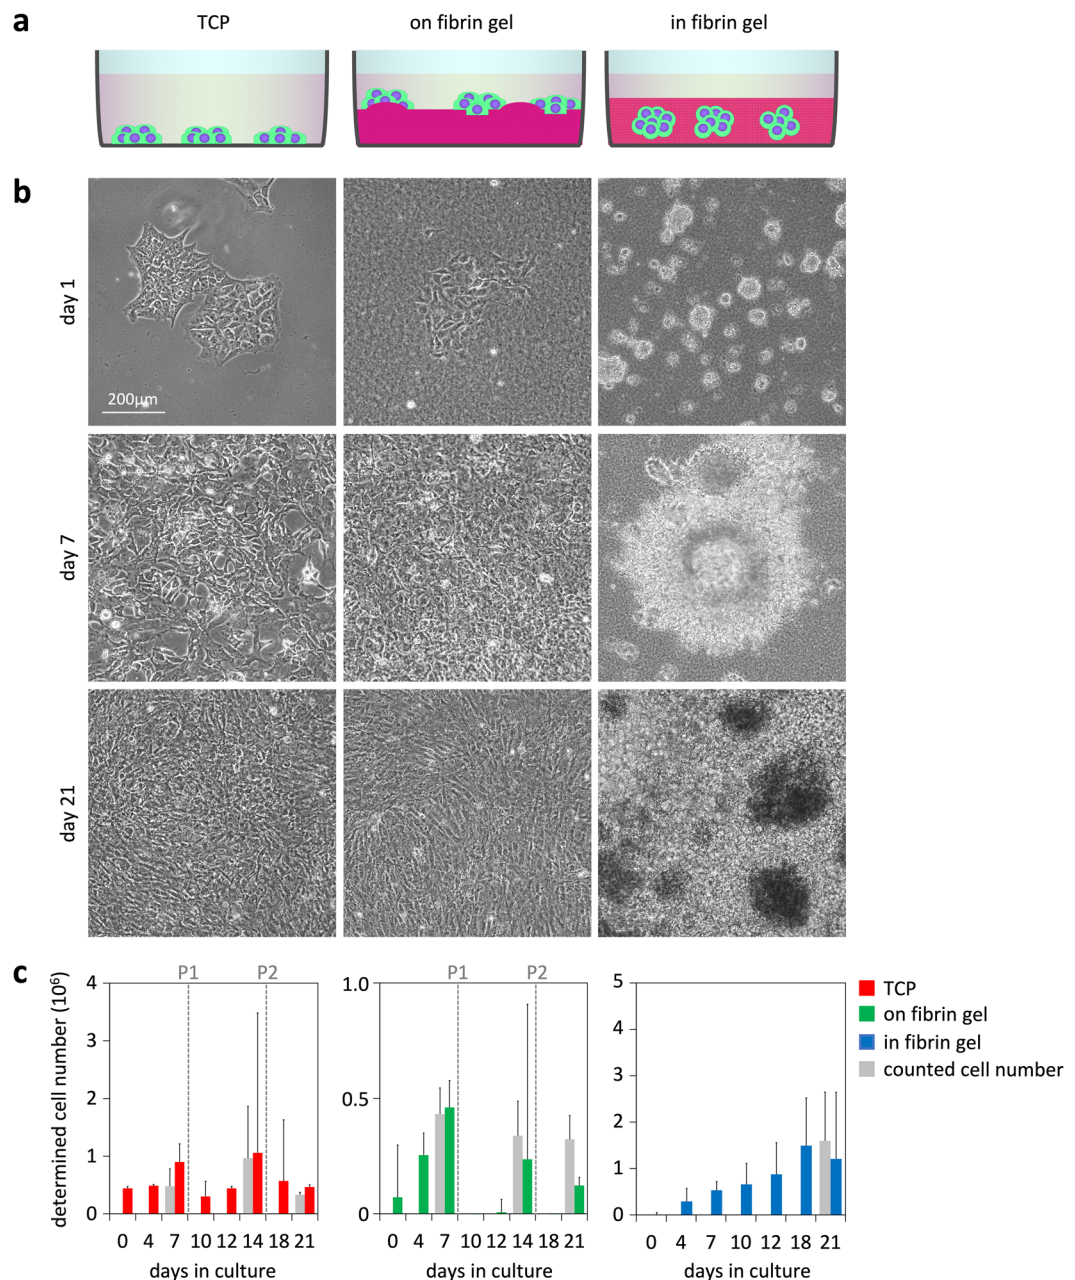 a
TCP
on fibrin gel
in fibrin gel
b
day 1
200µm
day 7
day 21
c
determined cell number (10⁶)
P1
P2
4
3
2
1
0
0 4 7 10 12 14 18 21
days in culture
P1
P2
1.0
0.5
0
0 4 7 10 12 14 18 21
days in culture
5
4
3
2
1
0
0 4 7 10 12 18 21
days in culture
TCP
on fibrin gel
in fibrin gel
counted cell number